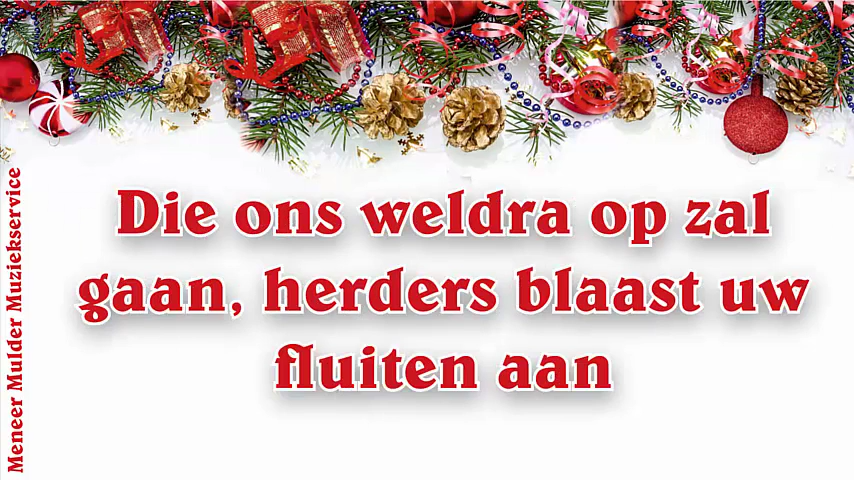 Die ons weldra op zal
gaan, herders blaast uw
fluiten aan
Meneer Mulder Muziekservice